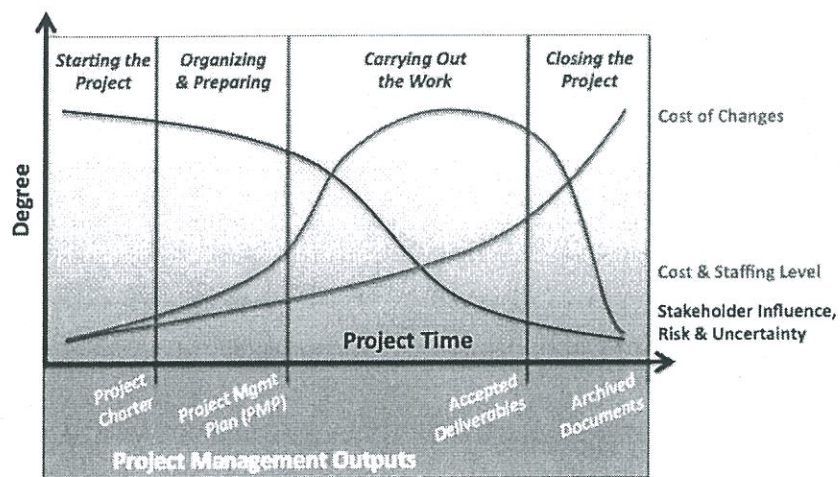 Starting the
Project
Organizing
& Preparing
Carrying Out
the Work
Closing the
Project
Cost of Changes
Degree
Cost & Staffing Level
Stakeholder Influence,
Risk & Uncertainty
Project Time
Project
Charter
Project Mgmt
Plan (PMP)
Accepted
Deliverables
Archived
Documents
Project Management Outputs